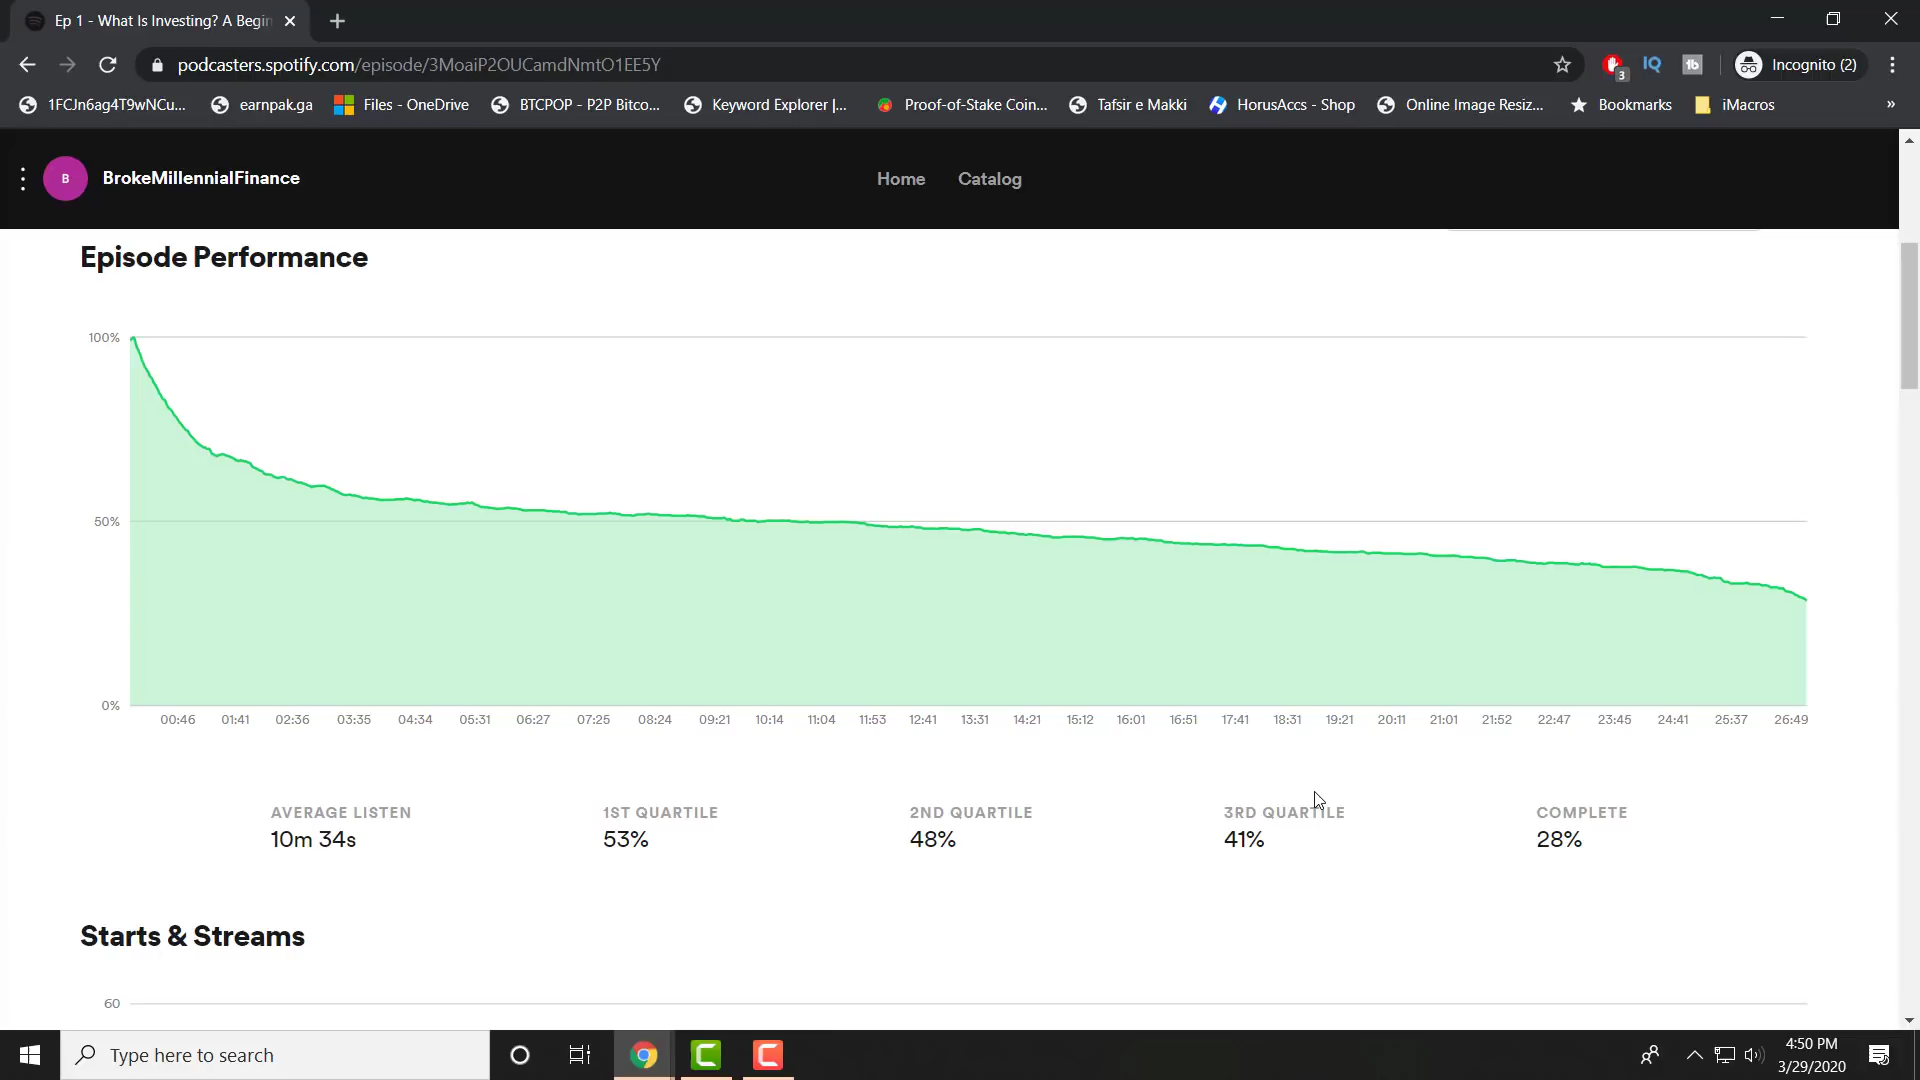 Ep 1 - What Is Investing? A Begin
podcasters.spotify.com/episode/3MoaiP2OUCamdNmtO1EE5Y
3
IQ
tb
Incognito (2)
1FCJn6ag4T9wNCu...
earnpak.ga
Files - OneDrive
BTCPOP - P2P Bitco...
Keyword Explorer |...
Proof-of-Stake Coin...
Tafsir e Makki
HorusAccs - Shop
Online Image Resiz...
Bookmarks
iMacros
»
B
BrokeMillennialFinance
Home
Catalog
Episode Performance
100%
50%
0%
00:46 01:41 02:36 03:35 04:34 05:31 06:27 07:25 08:24 09:21 10:14 11:04 11:53 12:41 13:31 14:21 15:12 16:01 16:51 17:41 18:31 19:21 20:11 21:01 21:52 22:47 23:45 24:41 25:37 26:49
AVERAGE LISTEN 1ST QUARTILE 2ND QUARTILE 3RD QUARTILE COMPLETE
10m 34s 53% 48% 41% 28%
Starts & Streams
60
Type here to search
4:50 PM
3/29/2020